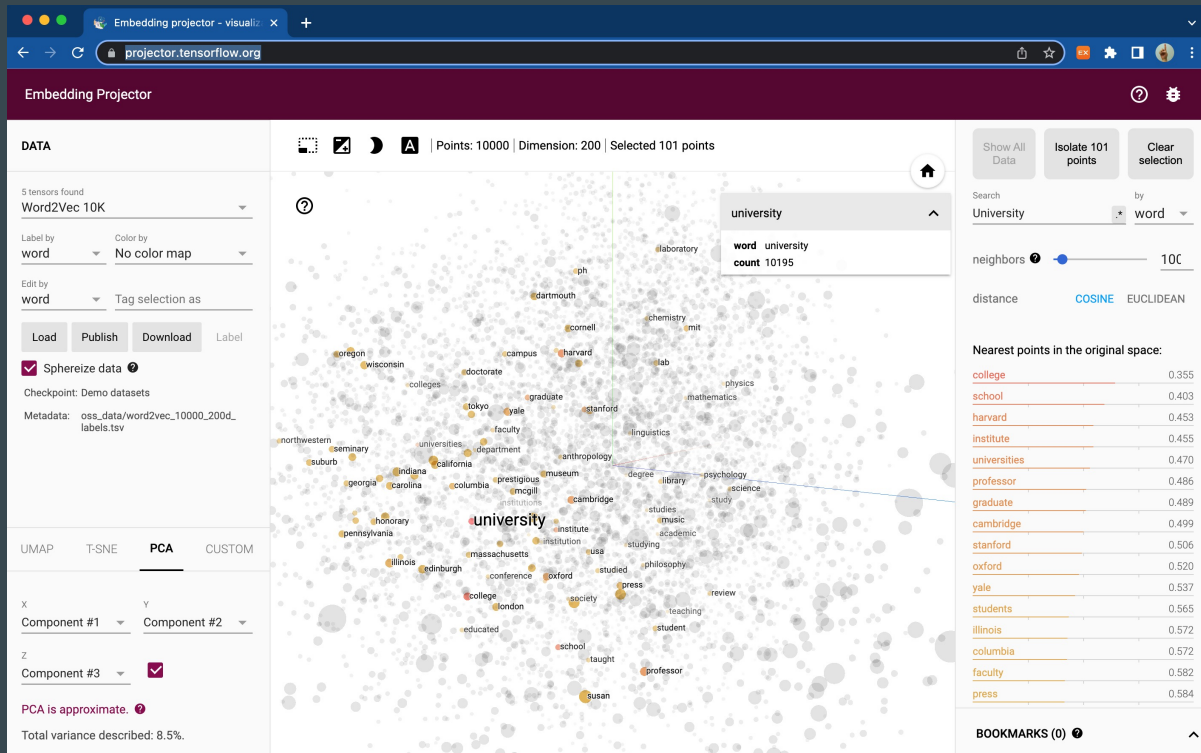 Embedding projector - visualiz
projector.tensorflow.org
EX
Embedding Projector
DATA
5 tensors found
Word2Vec 10K
Label by
word
Color by
No color map
Edit by
word
Tag selection as
Load
Publish
Download
Label
Sphereize data
Checkpoint: Demo datasets
Metadata: oss_data/word2vec_10000_200d_
labels.tsv
UMAP
T-SNE
PCA
CUSTOM
X
Component #1
Y
Component #2
Z
Component #3
PCA is approximate.
Total variance described: 8.5%.
A
Points: 10000 | Dimension: 200 | Selected 101 points
university
word university
count 10195
laboratory
ph
dartmouth
chemistry
cornell
mit
oregon
campus
harvard
wisconsin
lab
doctorate
colleges
physics
graduate
mathematics
tokyo
yale
stanford
faculty
linguistics
northwestern
universities
seminary
department
anthropology
suburb
california
indiana
museum
degree
psychology
georgia
carolina
columbia
prestigious
library
mcgill
science
cambridge
study
institutions
studies
honorary
university
music
institute
pennsylvania
academic
institution
studying
massachusetts
usa
illinois
edinburgh
studied
philosophy
conference
oxford
press
college
review
london
society
teaching
educated
student
school
taught
professor
susan
Show All
Data
Isolate 101
points
Clear
selection
Search
University
.*
by
word
neighbors
100
distance
COSINE
EUCLIDEAN
Nearest points in the original space:
college 0.355
school 0.403
harvard 0.453
institute 0.455
universities 0.470
professor 0.486
graduate 0.489
cambridge 0.499
stanford 0.506
oxford 0.520
yale 0.537
students 0.565
illinois 0.572
columbia 0.572
faculty 0.582
press 0.584
BOOKMARKS (0)